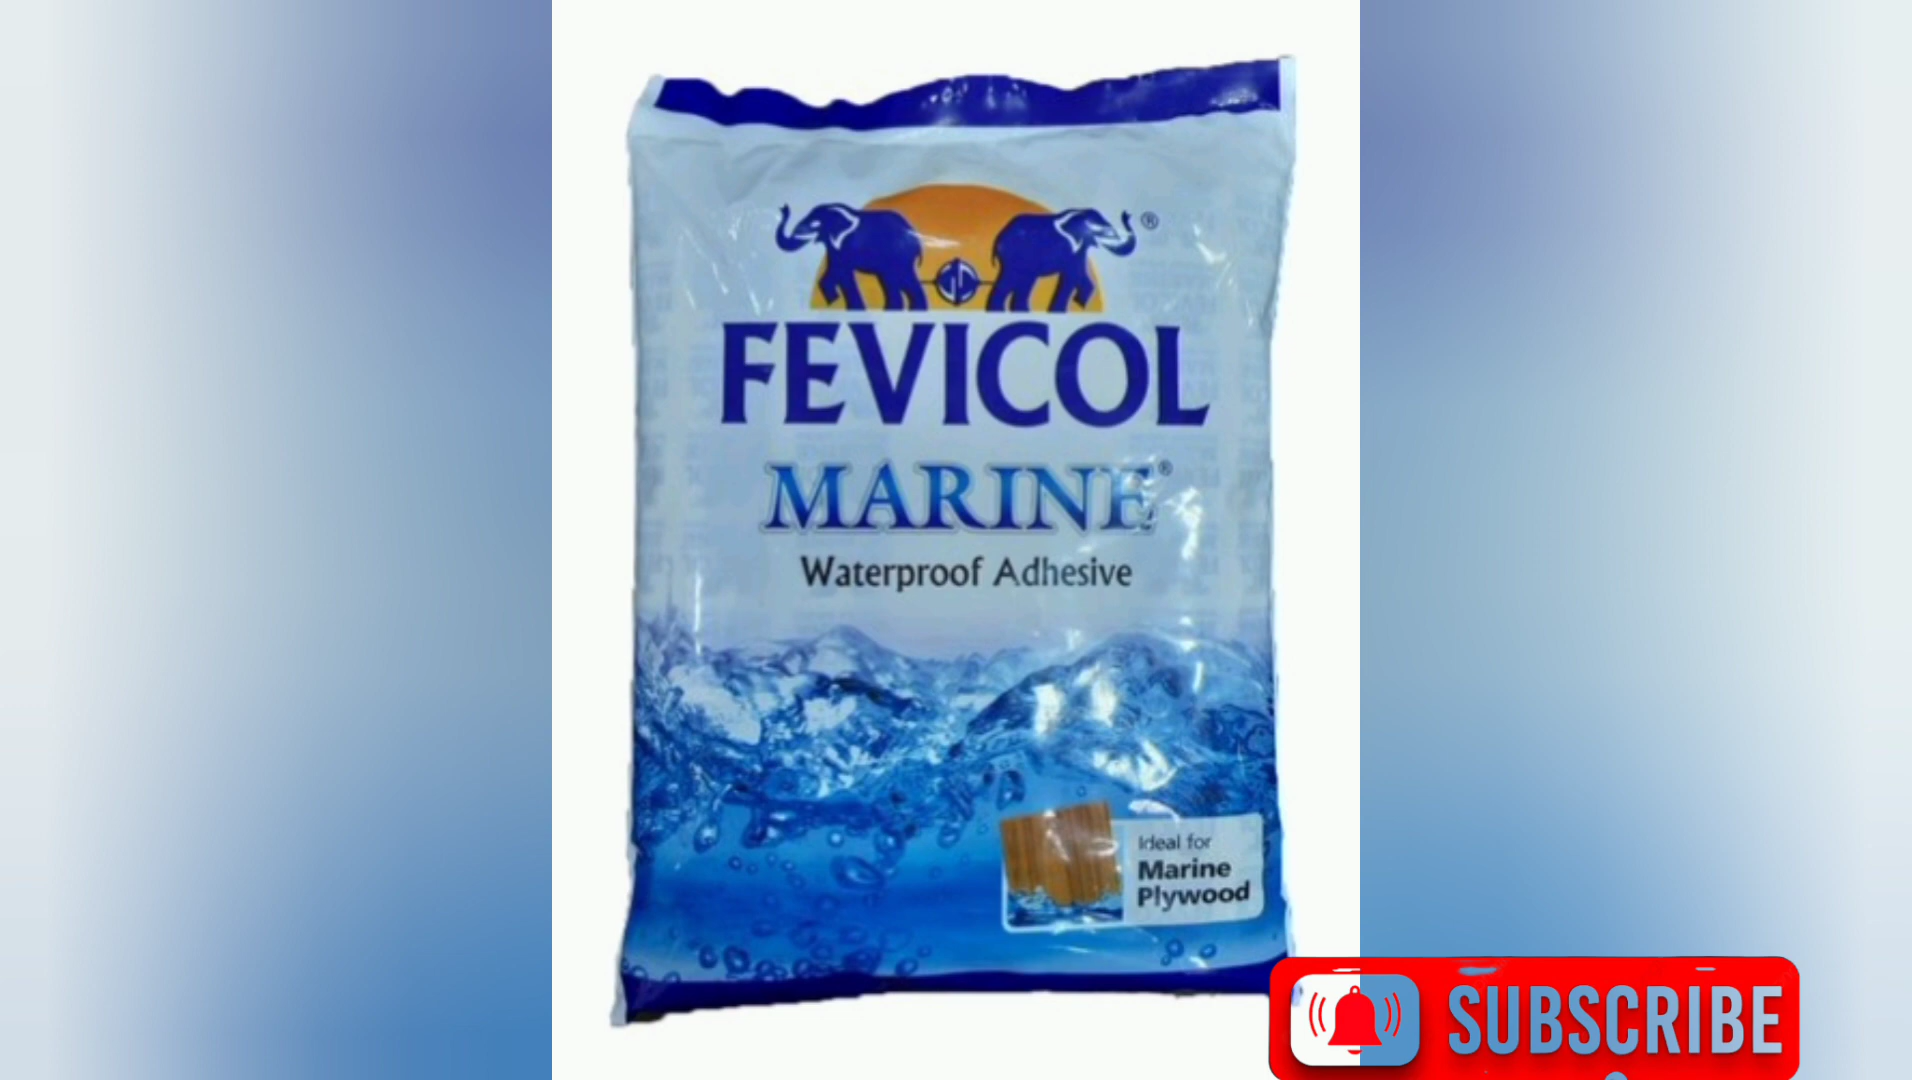 FEVICOL
MARINE
Waterproof Adhesive
Ideal for
Marine
Plywood
SUBSCRIBE